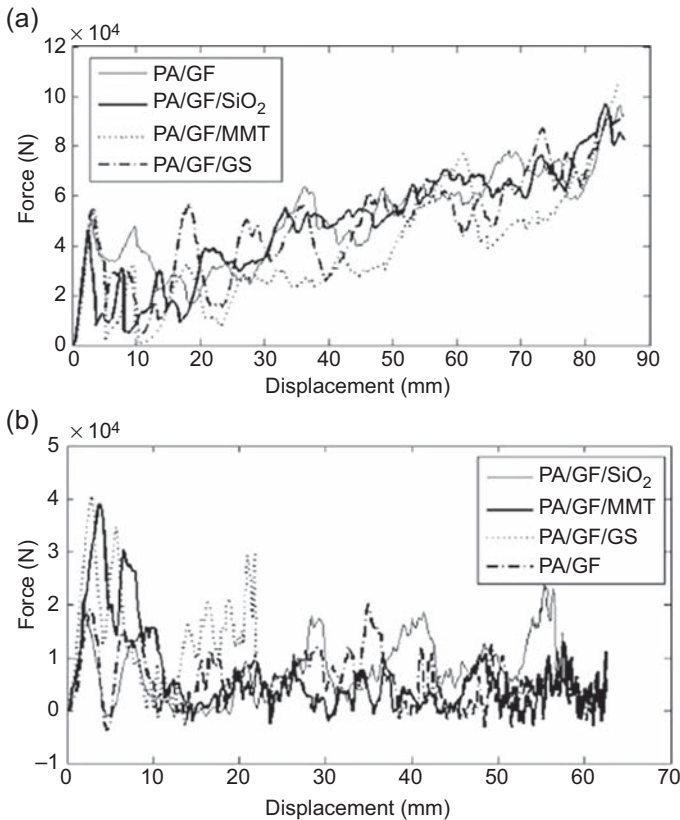 (a)
× 10⁴
12
10
8
6
4
2
0
Force (N)
PA/GF
PA/GF/SiO₂
PA/GF/MMT
PA/GF/GS
0 10 20 30 40 50 60 70 80 90
Displacement (mm)
(b)
× 10⁴
5
4
3
2
1
0
−1
Force (N)
PA/GF/SiO₂
PA/GF/MMT
PA/GF/GS
PA/GF
0 10 20 30 40 50 60 70
Displacement (mm)